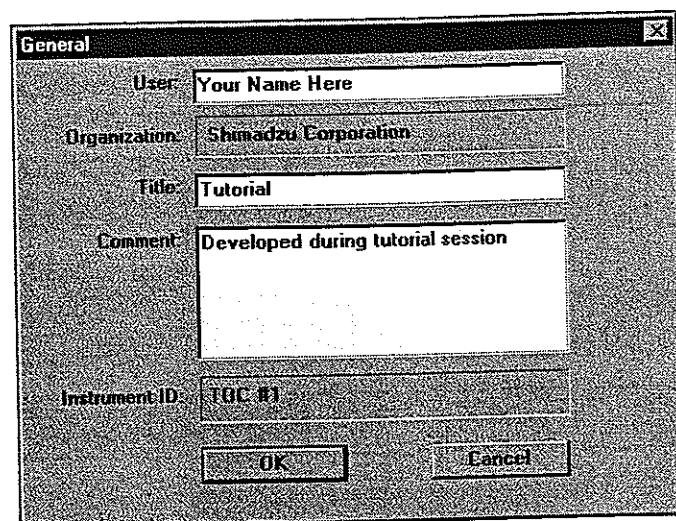 General
User: Your Name Here
Organization: Shimadzu Corporation
Title: Tutorial
Comment: Developed during tutorial session
Instrument ID: TOC #1
OK Cancel